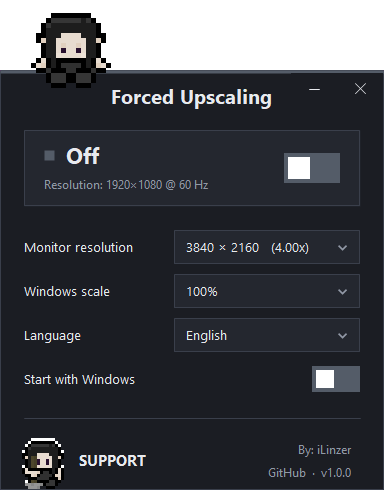 Forced Upscaling
Off
Resolution: 1920×1080 @ 60 Hz
Monitor resolution
3840 × 2160 (4.00x)
Windows scale
100%
Language
English
Start with Windows
SUPPORT
By: iLinzer
GitHub · v1.0.0